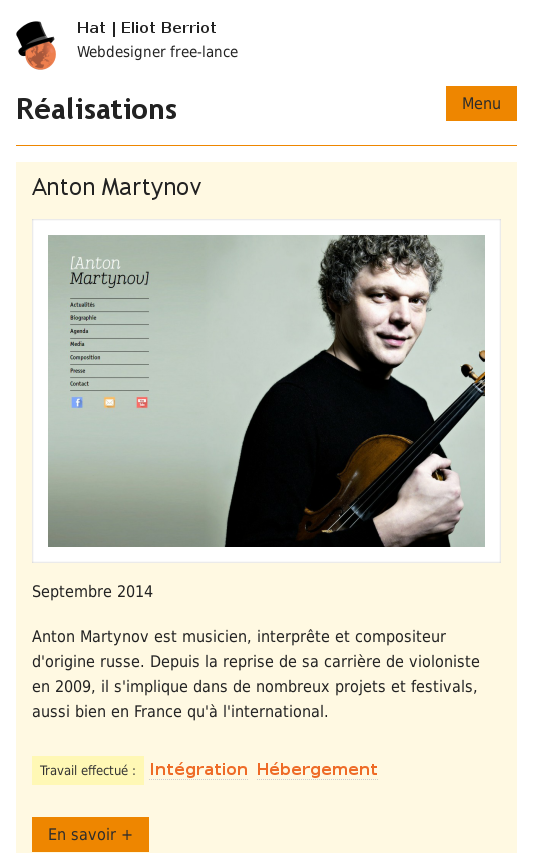 Hat | Eliot Berriot
Webdesigner free-lance
Réalisations
Menu
Anton Martynov
[Anton
Martynov]
Actualités
Biographie
Agenda
Media
Composition
Presse
Contact
Septembre 2014
Anton Martynov est musicien, interprête et compositeur
d'origine russe. Depuis la reprise de sa carrière de violoniste
en 2009, il s'implique dans de nombreux projets et festivals,
aussi bien en France qu'à l'international.
Travail effectué : Intégration Hébergement
En savoir +